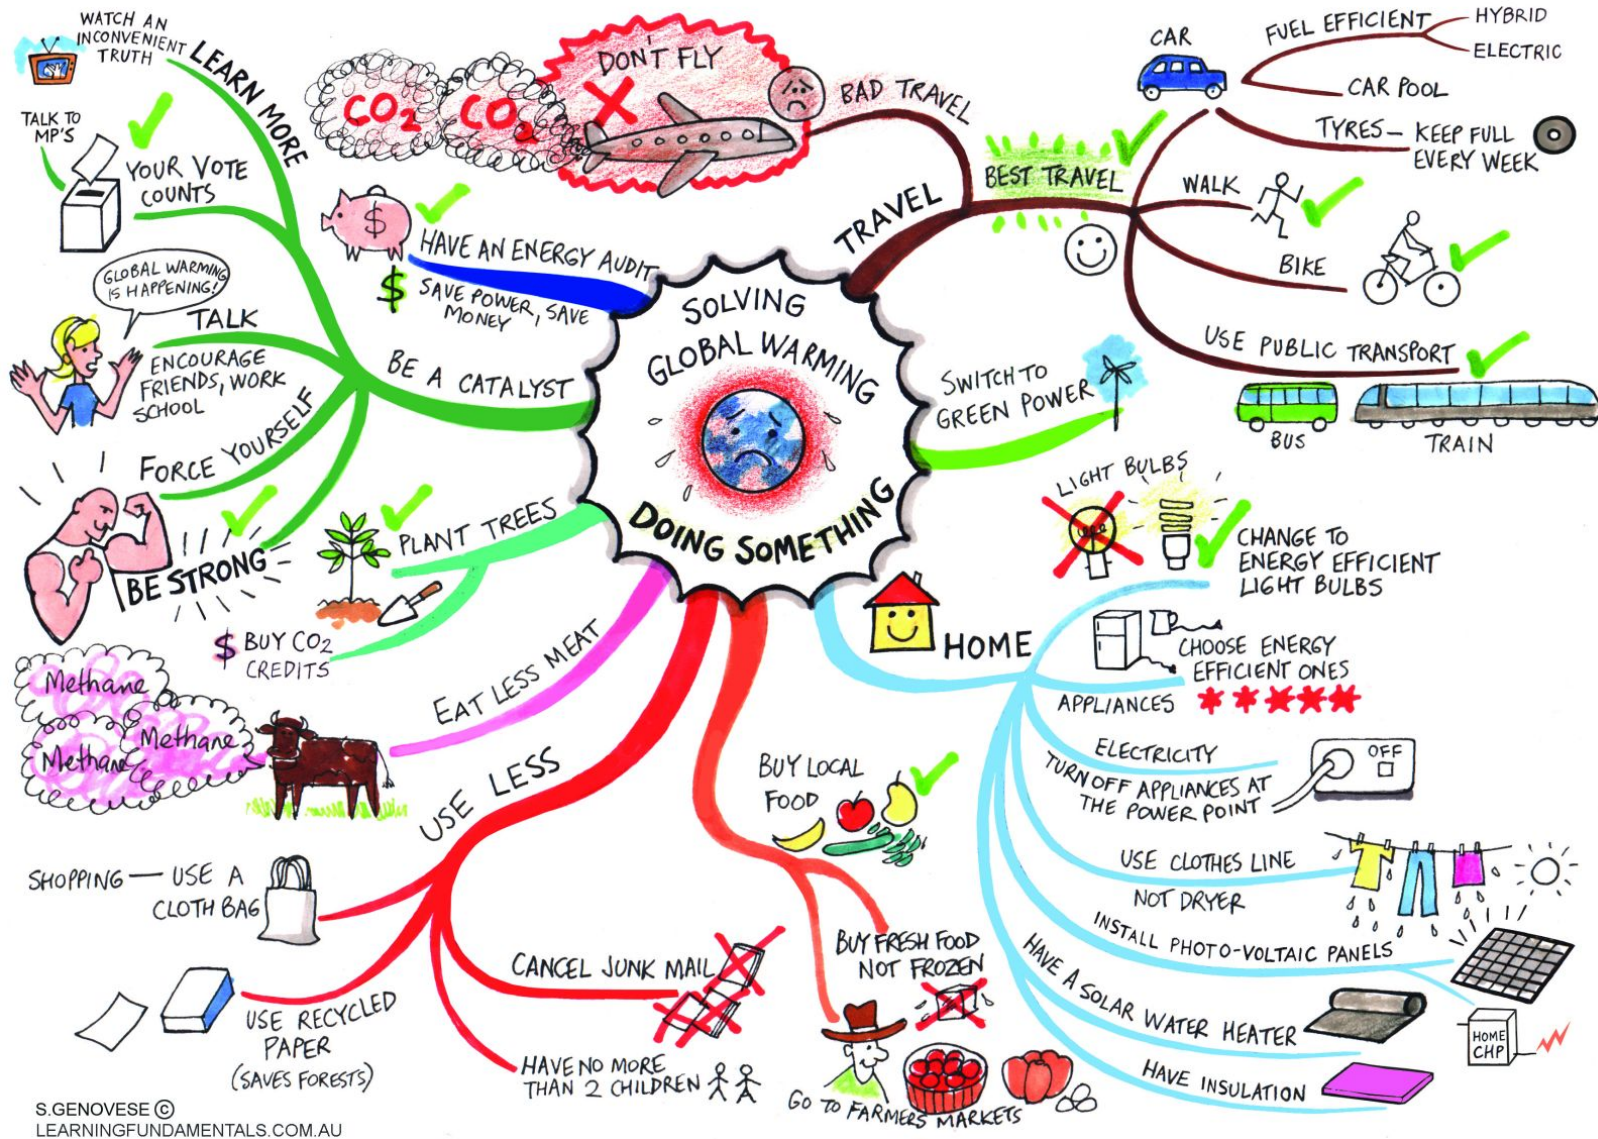 WATCH AN
INCONVENIENT
TRUTH
LEARN MORE
TALK TO
MP'S
YOUR VOTE
COUNTS
GLOBAL WARMING
IS HAPPENING!
TALK
ENCOURAGE
FRIENDS, WORK
SCHOOL
FORCE YOURSELF
BE STRONG
BE A CATALYST
CO2
CO2
DON'T FLY
BAD TRAVEL
TRAVEL
BEST TRAVEL
CAR
FUEL EFFICIENT
HYBRID
ELECTRIC
CAR POOL
TYRES – KEEP FULL
EVERY WEEK
WALK
BIKE
USE PUBLIC TRANSPORT
BUS
TRAIN
$
HAVE AN ENERGY AUDIT
$
SAVE POWER, SAVE
MONEY
SOLVING
GLOBAL WARMING
DOING SOMETHING
SWITCH TO
GREEN POWER
LIGHT BULBS
CHANGE TO
ENERGY EFFICIENT
LIGHT BULBS
HOME
CHOOSE ENERGY
EFFICIENT ONES
APPLIANCES
ELECTRICITY
TURN OFF APPLIANCES AT
THE POWER POINT
OFF
USE CLOTHES LINE
NOT DRYER
INSTALL PHOTO-VOLTAIC PANELS
HOME
CHP
HAVE A SOLAR WATER HEATER
HAVE INSULATION
PLANT TREES
$ BUY CO2
CREDITS
EAT LESS MEAT
Methane
Methane
Methane
USE LESS
SHOPPING — USE A
CLOTH BAG
USE RECYCLED
PAPER
(SAVES FORESTS)
CANCEL JUNK MAIL
HAVE NO MORE
THAN 2 CHILDREN
BUY LOCAL
FOOD
BUY FRESH FOOD
NOT FROZEN
GO TO FARMERS MARKETS
S.GENOVESE ©
LEARNINGFUNDAMENTALS.COM.AU